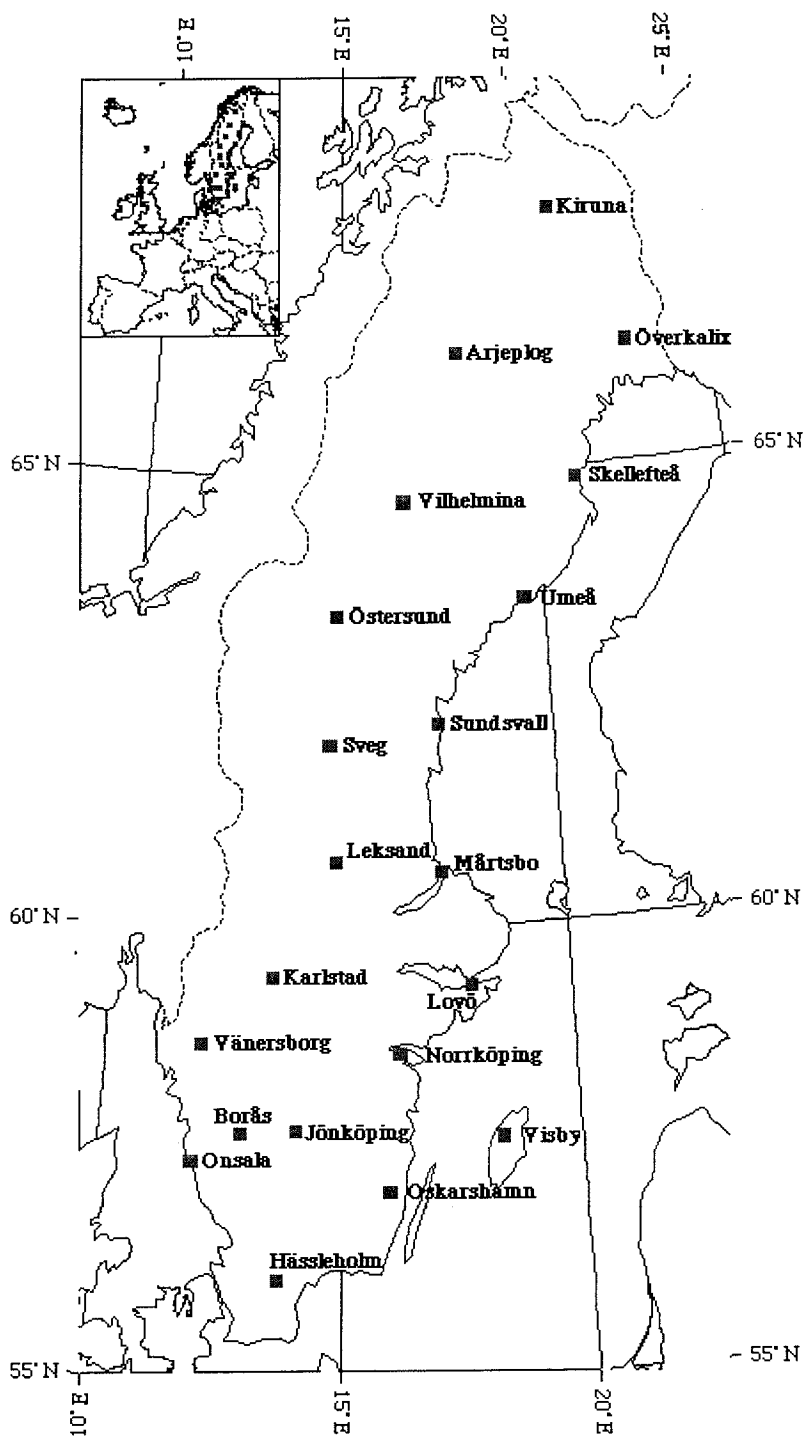 10°E
15°E
20°E
25°E
Kiruna
Överkalix
Arjeplog
65°N
65°N
Skellefteå
Vilhelmina
Umeå
Östersund
Sundsvall
Sveg
Leksand
Mårtsbo
60°N
60°N
Karlstad
Lovö
Vänersborg
Norrköping
Borås
Jönköping
Visby
Onsala
Oskarshamn
Hässleholm
55°N
55°N
10°E
15°E
20°E